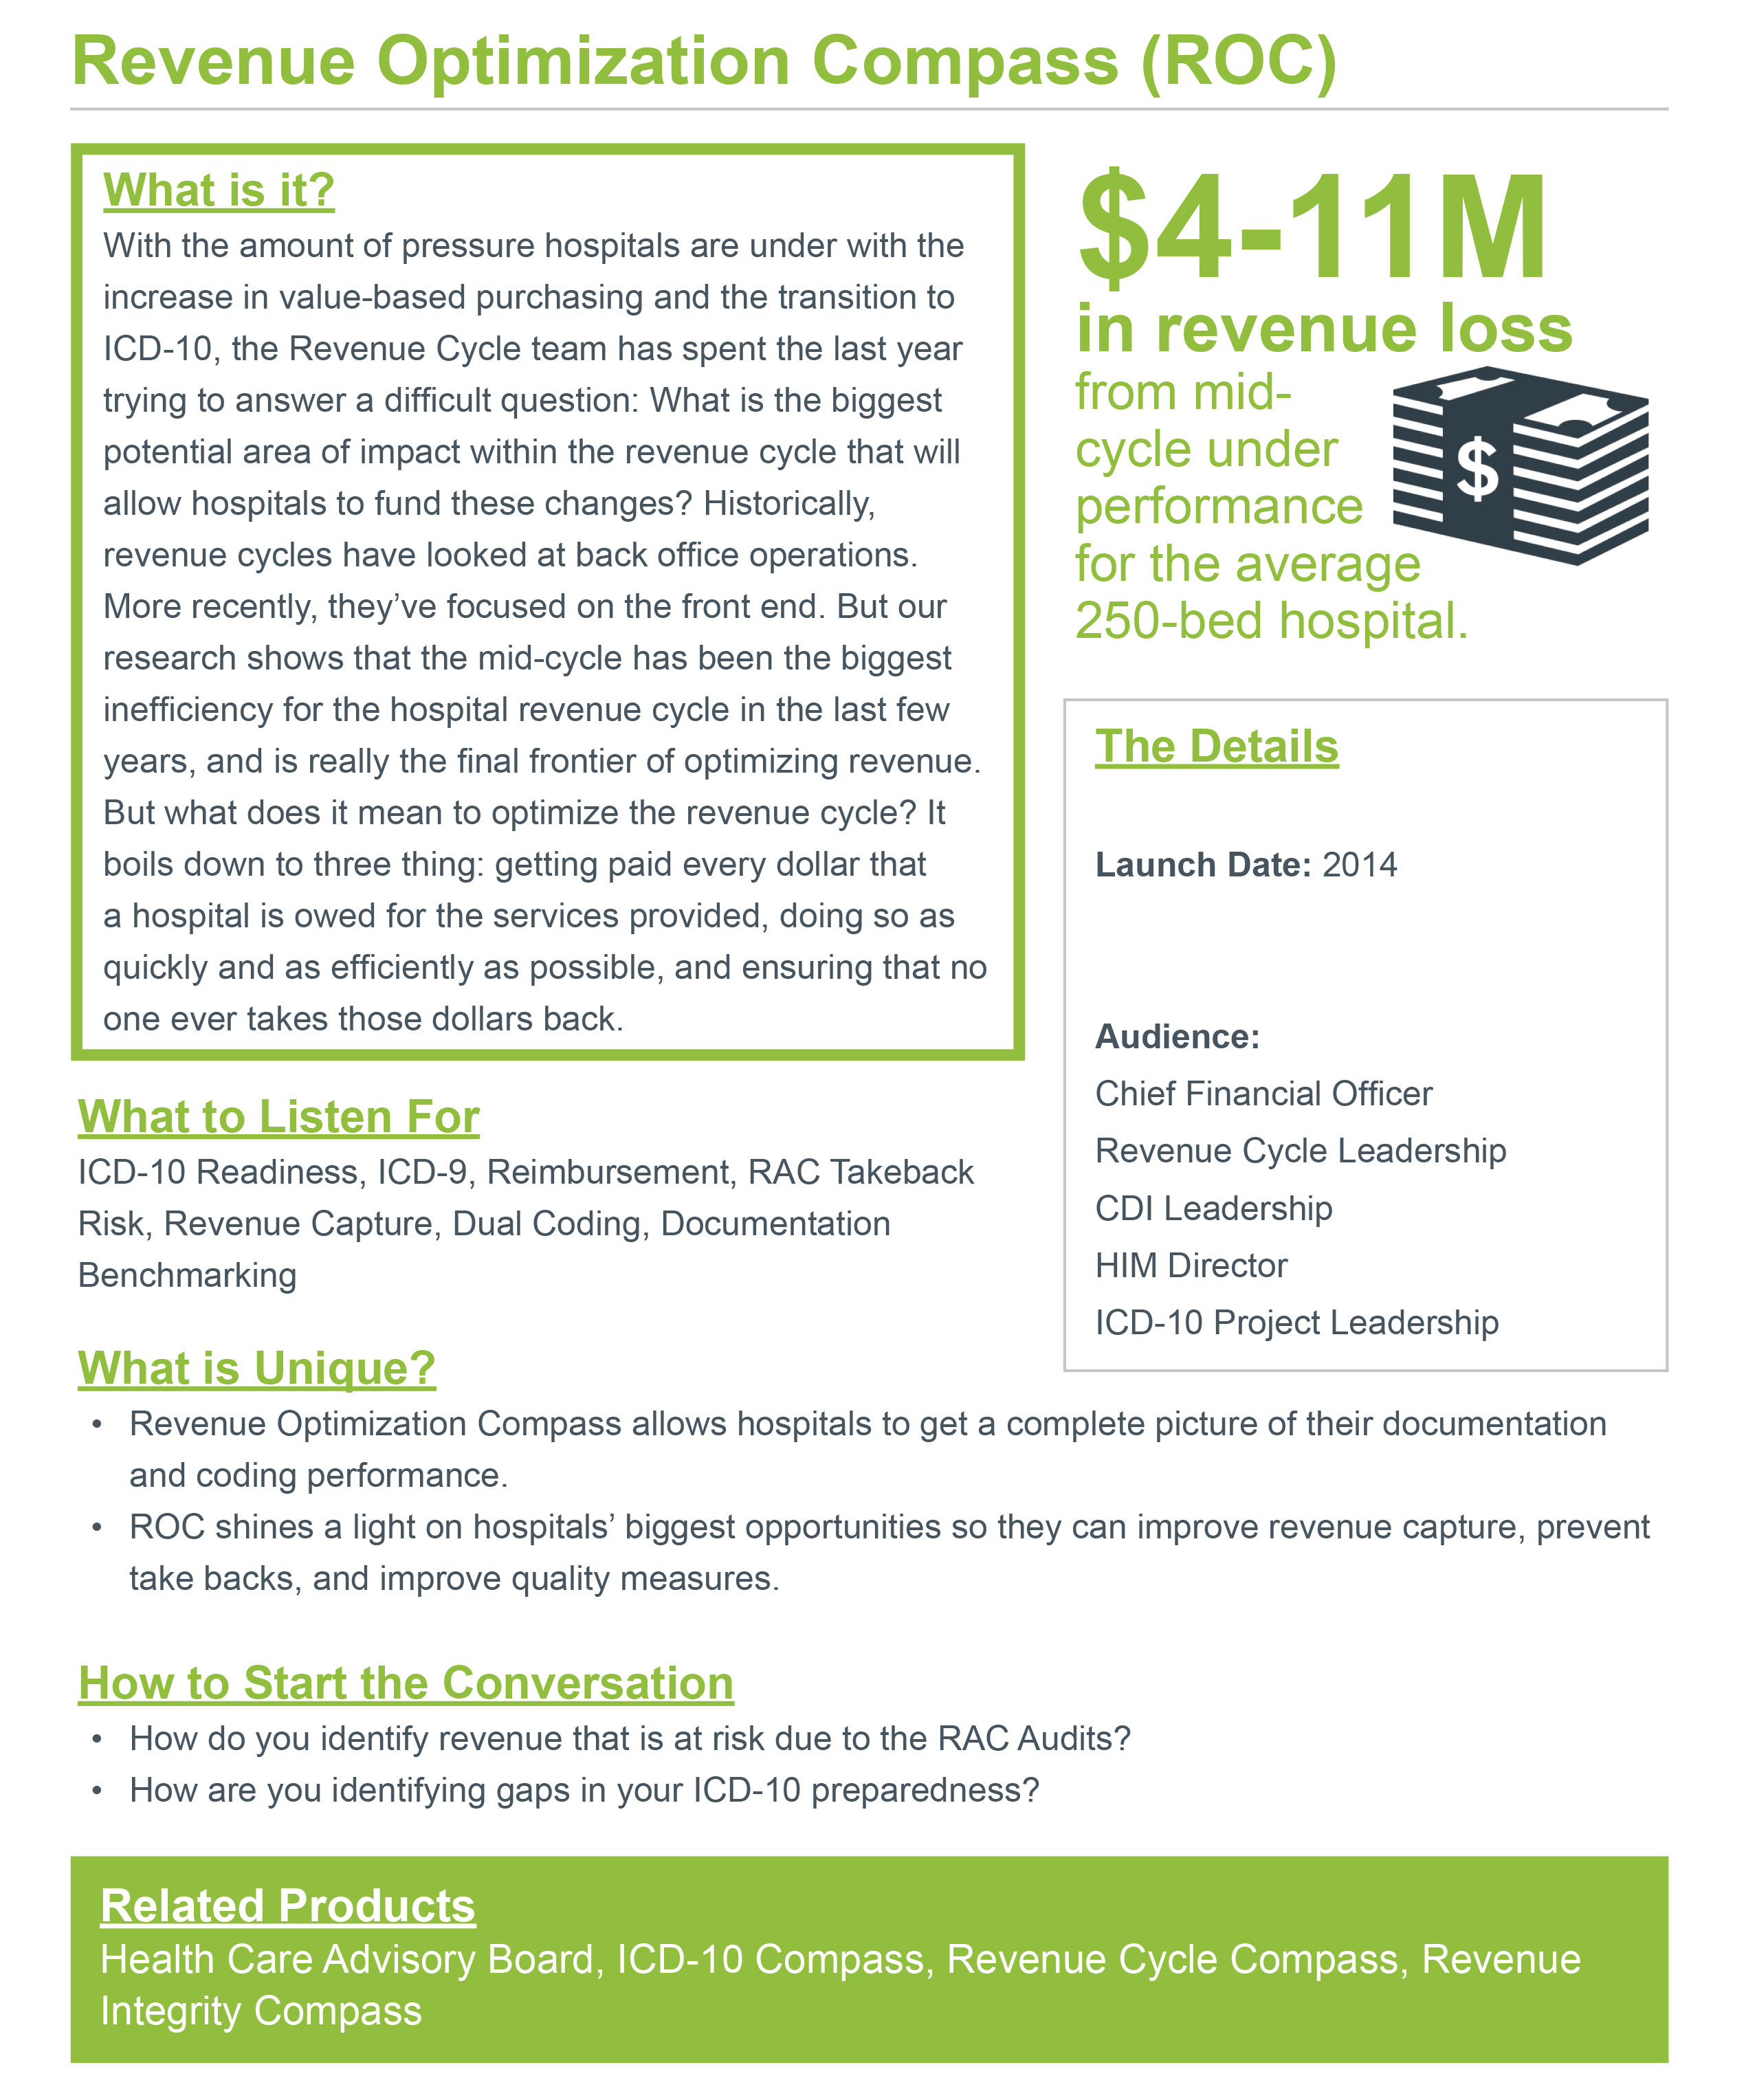 Revenue Optimization Compass (ROC)
What is it?
With the amount of pressure hospitals are under with the
increase in value-based purchasing and the transition to
ICD-10, the Revenue Cycle team has spent the last year
trying to answer a difficult question: What is the biggest
potential area of impact within the revenue cycle that will
allow hospitals to fund these changes? Historically,
revenue cycles have looked at back office operations.
More recently, they’ve focused on the front end. But our
research shows that the mid-cycle has been the biggest
inefficiency for the hospital revenue cycle in the last few
years, and is really the final frontier of optimizing revenue.
But what does it mean to optimize the revenue cycle? It
boils down to three thing: getting paid every dollar that
a hospital is owed for the services provided, doing so as
quickly and as efficiently as possible, and ensuring that no
one ever takes those dollars back.
$4-11M
in revenue loss
from mid-
cycle under
performance
for the average
250-bed hospital.
$
The Details
Launch Date: 2014
Audience:
Chief Financial Officer
Revenue Cycle Leadership
CDI Leadership
HIM Director
ICD-10 Project Leadership
What to Listen For
ICD-10 Readiness, ICD-9, Reimbursement, RAC Takeback
Risk, Revenue Capture, Dual Coding, Documentation
Benchmarking
What is Unique?
• Revenue Optimization Compass allows hospitals to get a complete picture of their documentation
and coding performance.
• ROC shines a light on hospitals’ biggest opportunities so they can improve revenue capture, prevent
take backs, and improve quality measures.
How to Start the Conversation
• How do you identify revenue that is at risk due to the RAC Audits?
• How are you identifying gaps in your ICD-10 preparedness?
Related Products
Health Care Advisory Board, ICD-10 Compass, Revenue Cycle Compass, Revenue
Integrity Compass